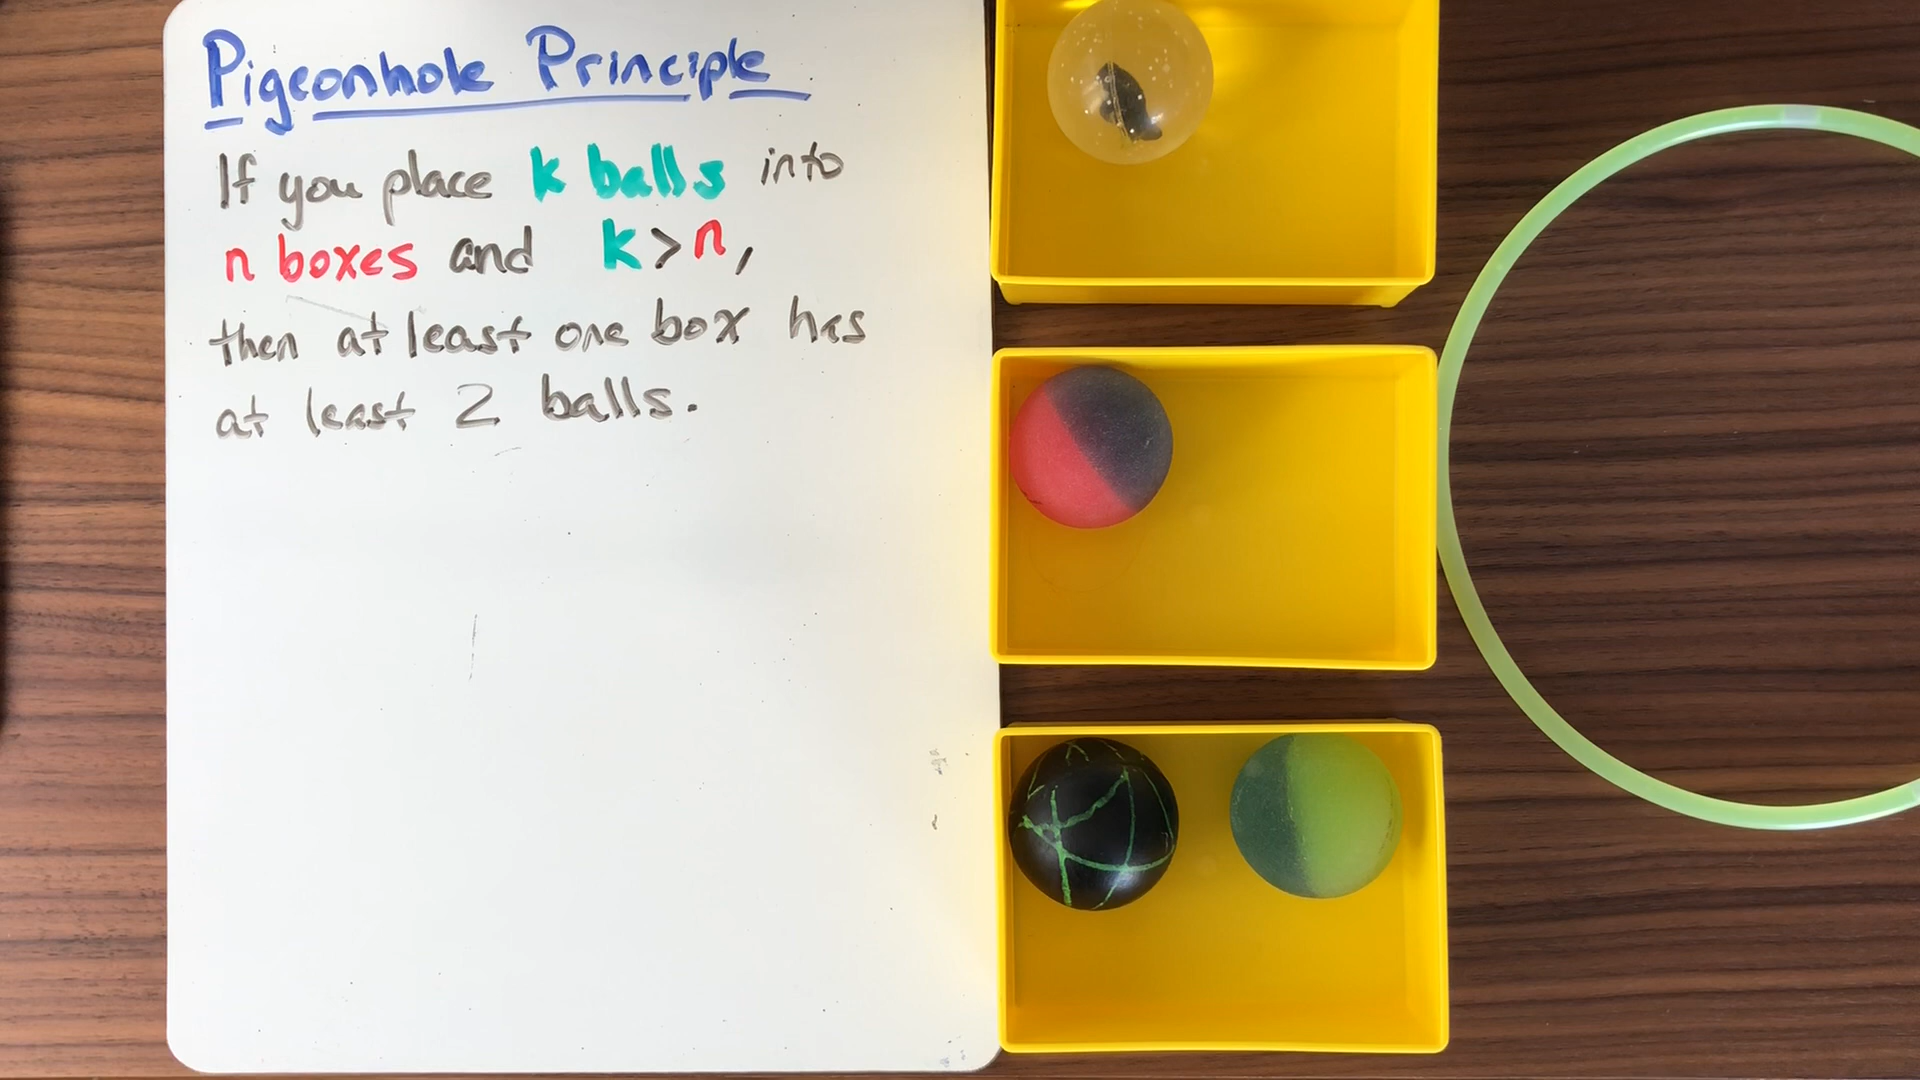 Pigeonhole Principle
If you place k balls into
n boxes and k>n,
then at least one box has
at least 2 balls.